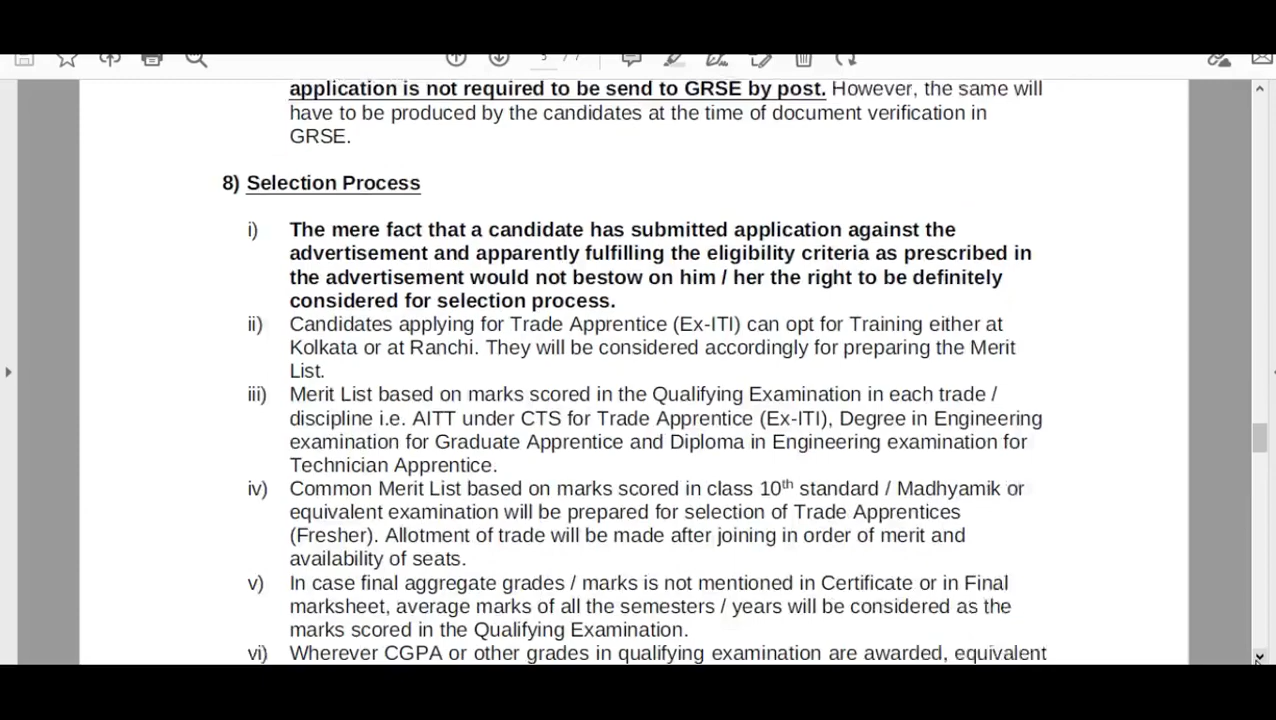 application is not required to be send to GRSE by post. However, the same will
have to be produced by the candidates at the time of document verification in
GRSE.
8) Selection Process
i) The mere fact that a candidate has submitted application against the
advertisement and apparently fulfilling the eligibility criteria as prescribed in
the advertisement would not bestow on him / her the right to be definitely
considered for selection process.
ii) Candidates applying for Trade Apprentice (Ex-ITI) can opt for Training either at
Kolkata or at Ranchi. They will be considered accordingly for preparing the Merit
List.
iii) Merit List based on marks scored in the Qualifying Examination in each trade /
discipline i.e. AITT under CTS for Trade Apprentice (Ex-ITI), Degree in Engineering
examination for Graduate Apprentice and Diploma in Engineering examination for
Technician Apprentice.
iv) Common Merit List based on marks scored in class 10th standard / Madhyamik or
equivalent examination will be prepared for selection of Trade Apprentices
(Fresher). Allotment of trade will be made after joining in order of merit and
availability of seats.
v) In case final aggregate grades / marks is not mentioned in Certificate or in Final
marksheet, average marks of all the semesters / years will be considered as the
marks scored in the Qualifying Examination.
vi) Wherever CGPA or other grades in qualifying examination are awarded, equivalent